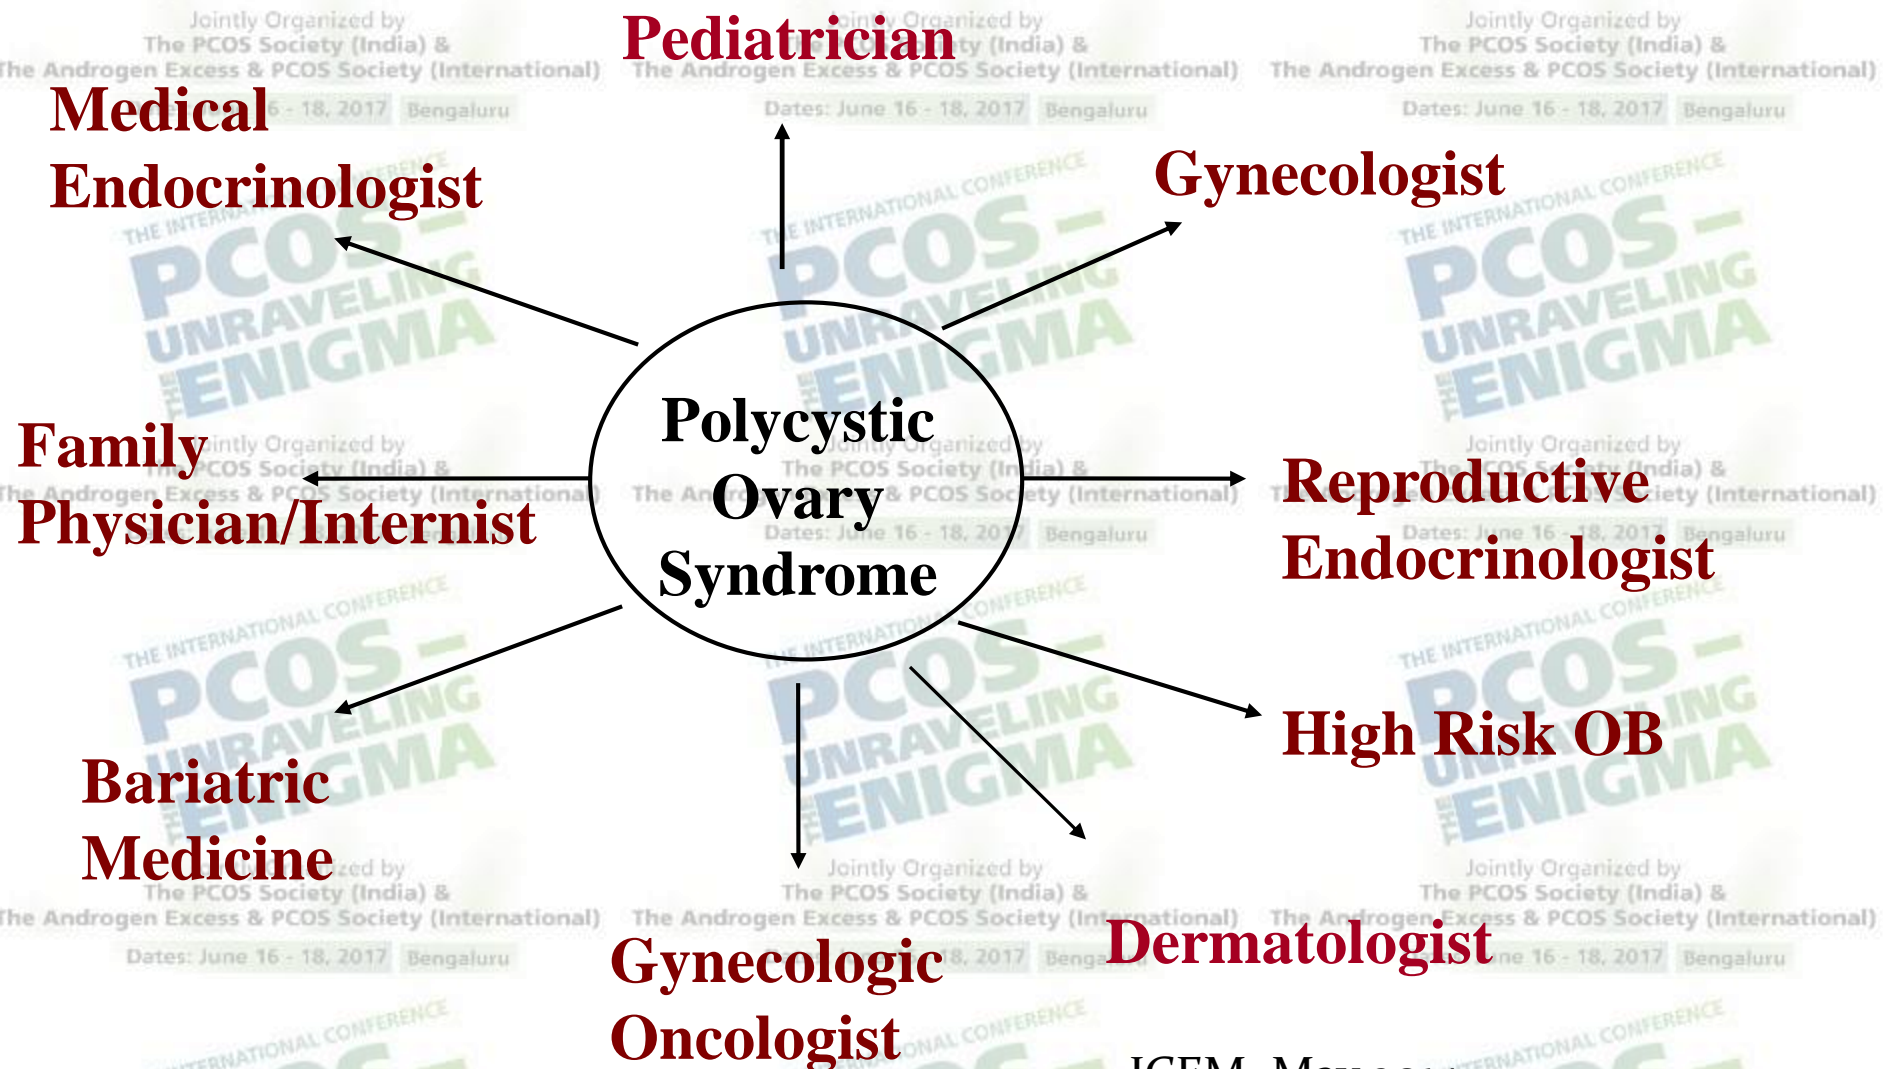 Pediatrician
Medical
Endocrinologist
Gynecologist
Polycystic
Ovary
Syndrome
Family
Physician/Internist
Reproductive
Endocrinologist
High Risk OB
Bariatric
Medicine
Dermatologist
Gynecologic
Oncologist
Jointly Organized by
The PCOS Society (India) &
The Androgen Excess & PCOS Society (International)
Dates: June 16 - 18, 2017 Bengaluru
THE INTERNATIONAL CONFERENCE
PCOS –
UNRAVELING
THE ENIGMA